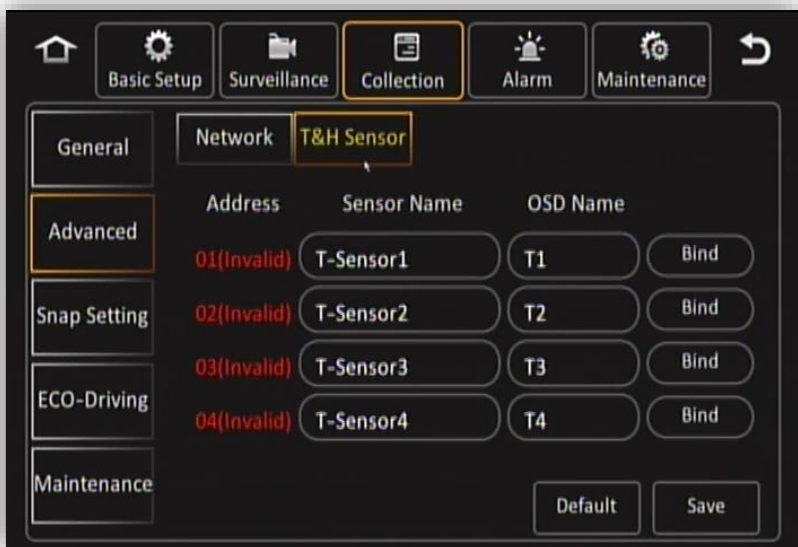 Basic Setup Surveillance Collection Alarm Maintenance
General
Advanced
Snap Setting
ECO-Driving
Maintenance
Network T&H Sensor
Address Sensor Name OSD Name
01(Invalid) T-Sensor1 T1 Bind
02(Invalid) T-Sensor2 T2 Bind
03(Invalid) T-Sensor3 T3 Bind
04(Invalid) T-Sensor4 T4 Bind
Default Save